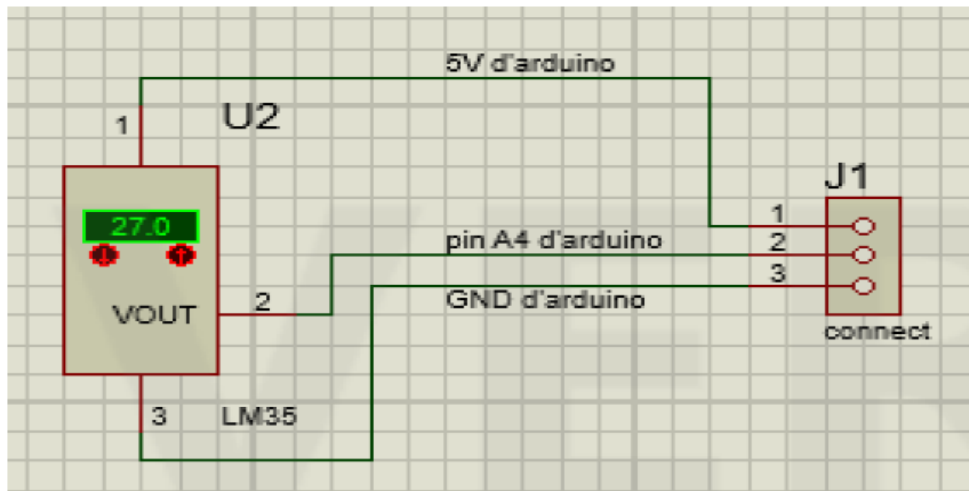 5V d'arduino
1
U2
J1
27.0
1
pin A4 d'arduino
2
VOUT
2
3
GND d'arduino
connect
3
LM35